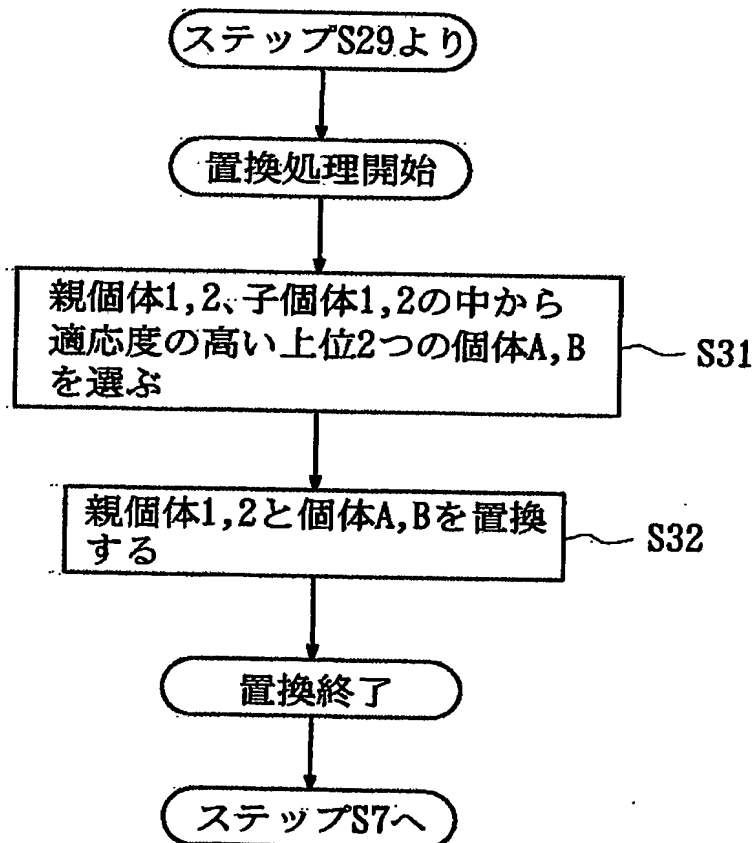 ステップS29より
置換処理開始
親個体1,2、子個体1,2の中から
適応度の高い上位2つの個体A,B
を選ぶ
S31
親個体1,2と個体A,Bを置換
する
S32
置換終了
ステップS7へ